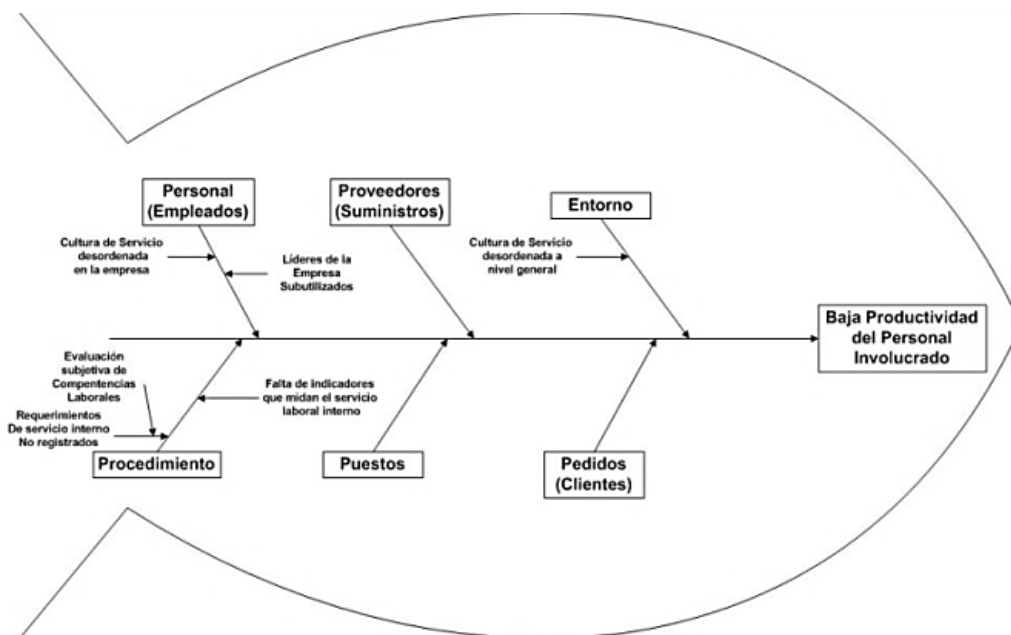 Personal
(Empleados)
Proveedores
(Suministros)
Entorno
Cultura de Servicio
desordenada
en la empresa
Líderes de la
Empresa
Subutilizados
Cultura de Servicio
desordenada a
nivel general
Baja Productividad
del Personal
Involucrado
Evaluación
subjetiva de
Compentencias
Laborales
Falta de indicadores
que midan el servicio
laboral interno
Requerimientos
De servicio interno
No registrados
Procedimiento
Puestos
Pedidos
(Clientes)